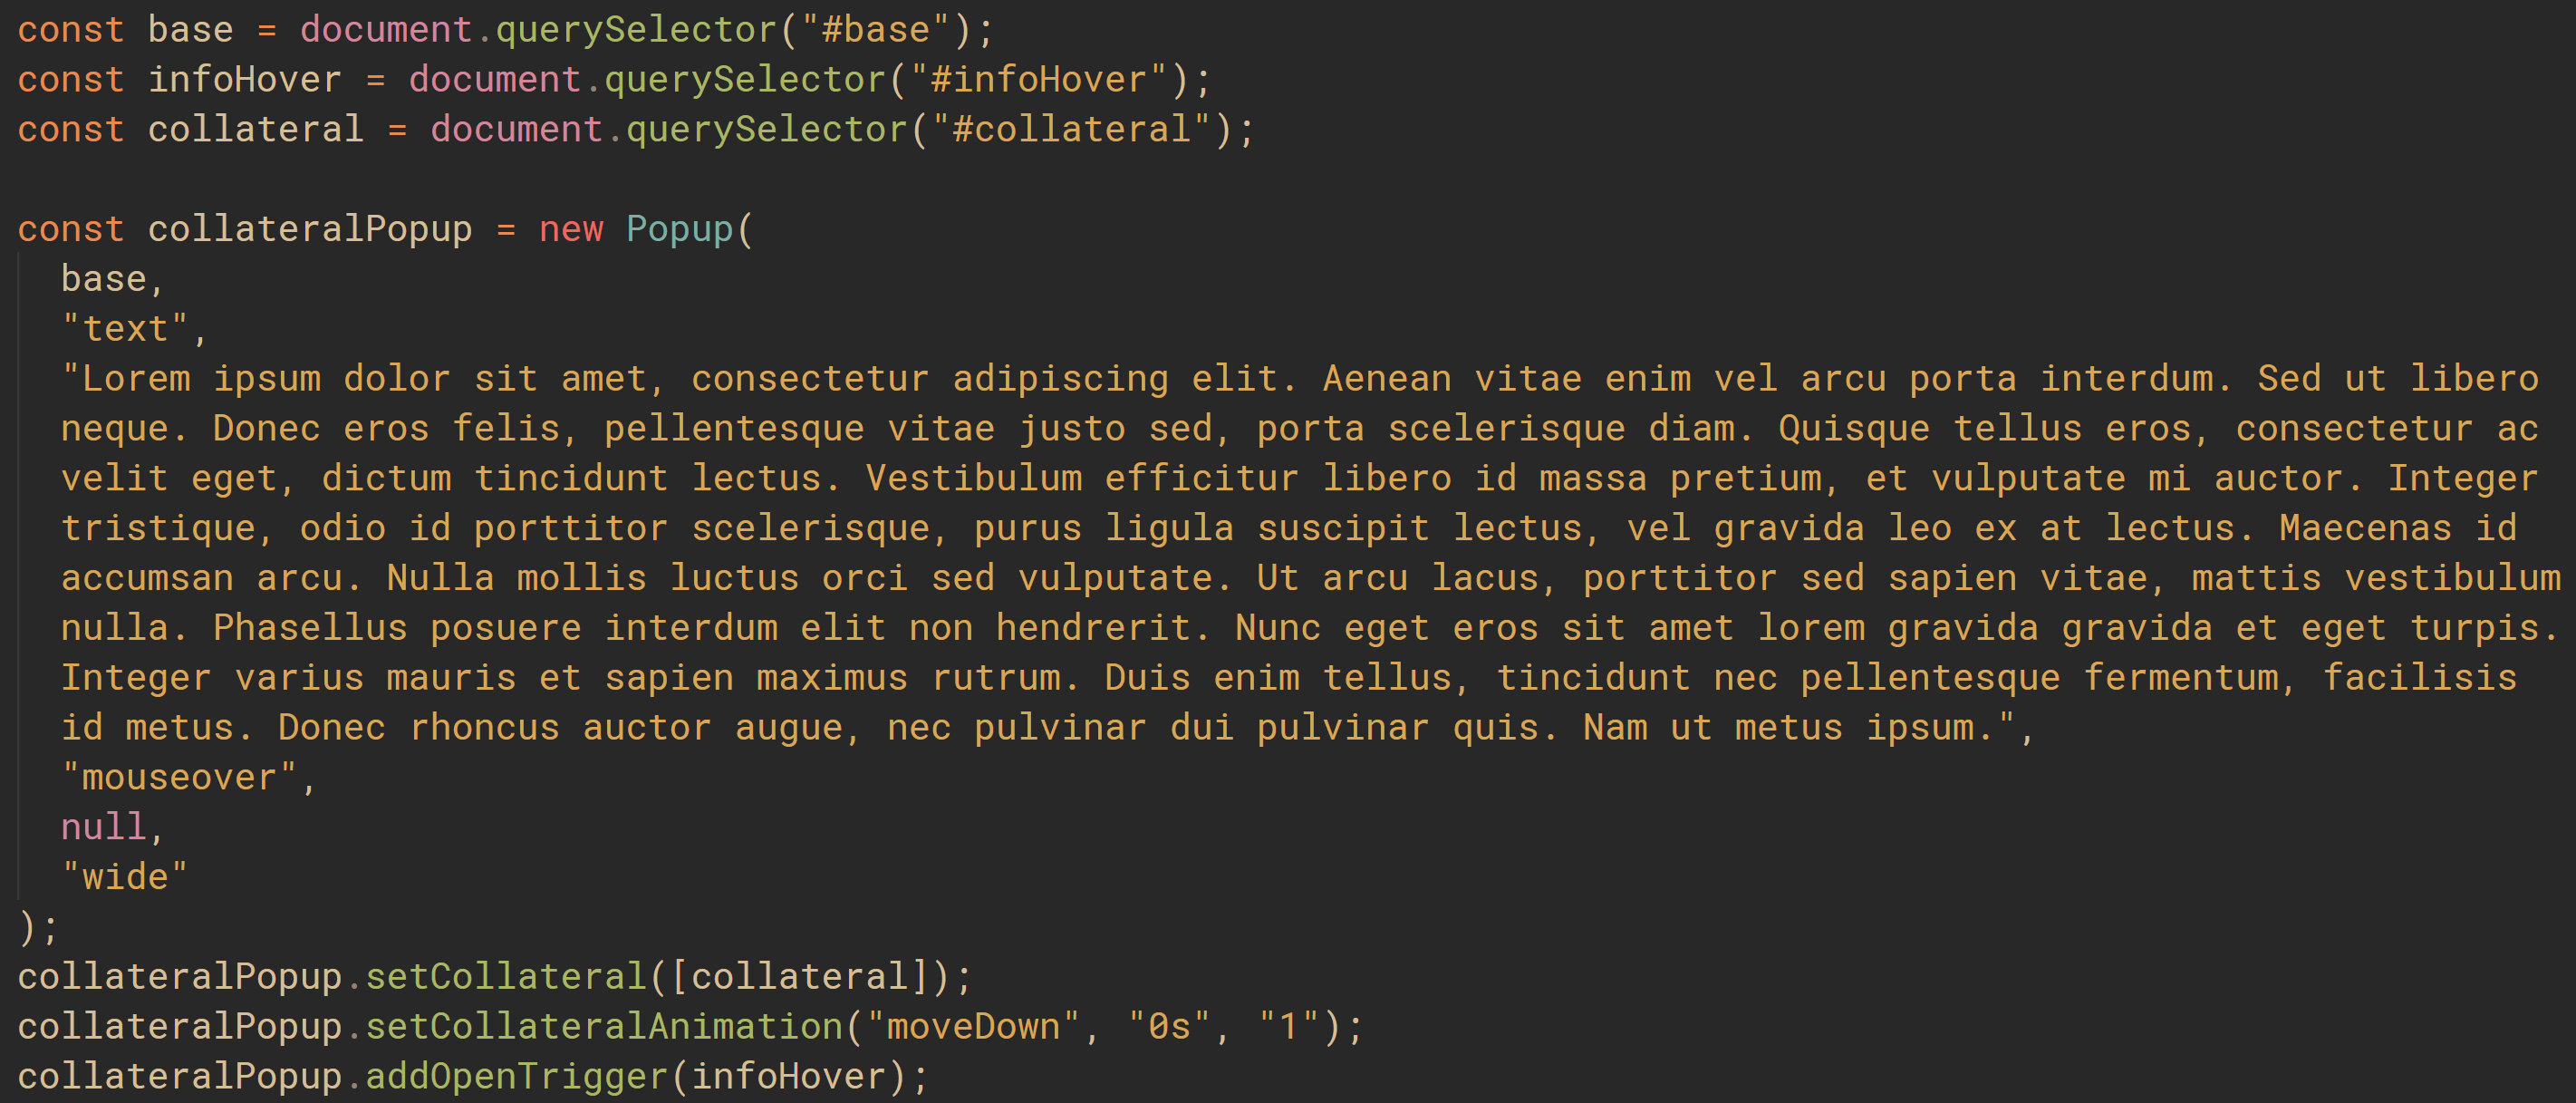 const base = document.querySelector("#base");
const infoHover = document.querySelector("#infoHover");
const collateral = document.querySelector("#collateral");

const collateralPopup = new Popup(
  base,
  "text",
  "Lorem ipsum dolor sit amet, consectetur adipiscing elit. Aenean vitae enim vel arcu porta interdum. Sed ut libero
  neque. Donec eros felis, pellentesque vitae justo sed, porta scelerisque diam. Quisque tellus eros, consectetur ac
  velit eget, dictum tincidunt lectus. Vestibulum efficitur libero id massa pretium, et vulputate mi auctor. Integer
  tristique, odio id porttitor scelerisque, purus ligula suscipit lectus, vel gravida leo ex at lectus. Maecenas id
  accumsan arcu. Nulla mollis luctus orci sed vulputate. Ut arcu lacus, porttitor sed sapien vitae, mattis vestibulum
  nulla. Phasellus posuere interdum elit non hendrerit. Nunc eget eros sit amet lorem gravida gravida et eget turpis.
  Integer varius mauris et sapien maximus rutrum. Duis enim tellus, tincidunt nec pellentesque fermentum, facilisis
  id metus. Donec rhoncus auctor augue, nec pulvinar dui pulvinar quis. Nam ut metus ipsum.",
  "mouseover",
  null,
  "wide"
);
collateralPopup.setCollateral([collateral]);
collateralPopup.setCollateralAnimation("moveDown", "0s", "1");
collateralPopup.addOpenTrigger(infoHover);